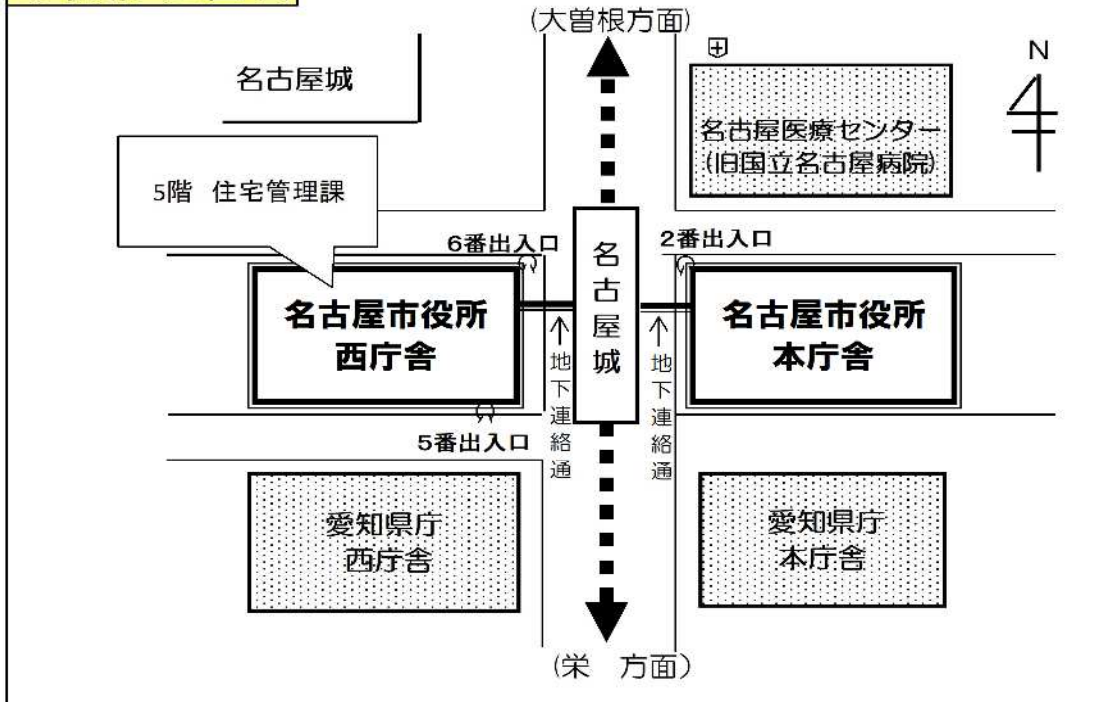 (大曽根方面)
名古屋城
N
名古屋医療センター
(旧国立名古屋病院)
5階 住宅管理課
6番出入口
2番出入口
名古屋城
名古屋市役所
西庁舎
名古屋市役所
本庁舎
地下連絡通
地下連絡通
5番出入口
愛知県庁
西庁舎
愛知県庁
本庁舎
(栄 方面)